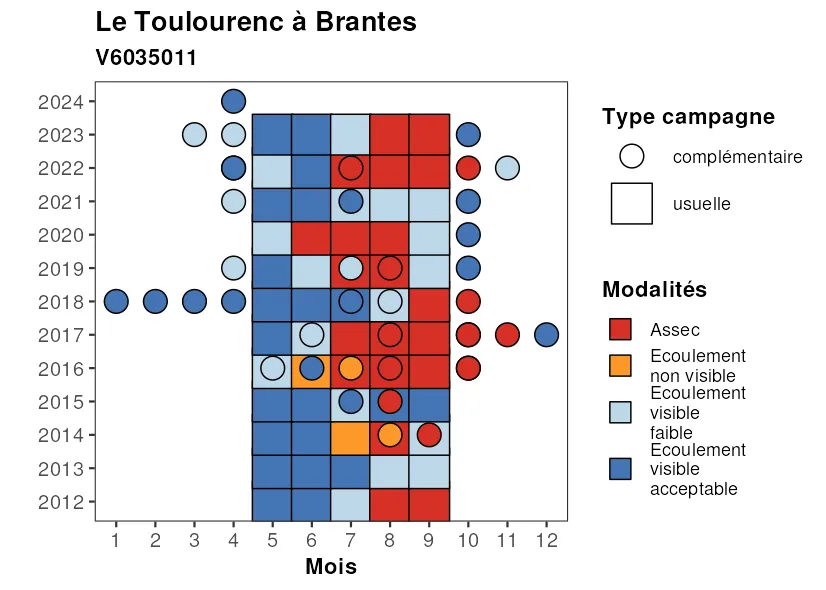 Le Toulourenc à Brantes
V6035011
2024
2023
2022
2021
2020
2019
2018
2017
2016
2015
2014
2013
2012
1 2 3 4 5 6 7 8 9 10 11 12
Mois
Type campagne
complémentaire
usuelle
Modalités
Assec
Ecoulement
non visible
Ecoulement
visible
faible
Ecoulement
visible
acceptable